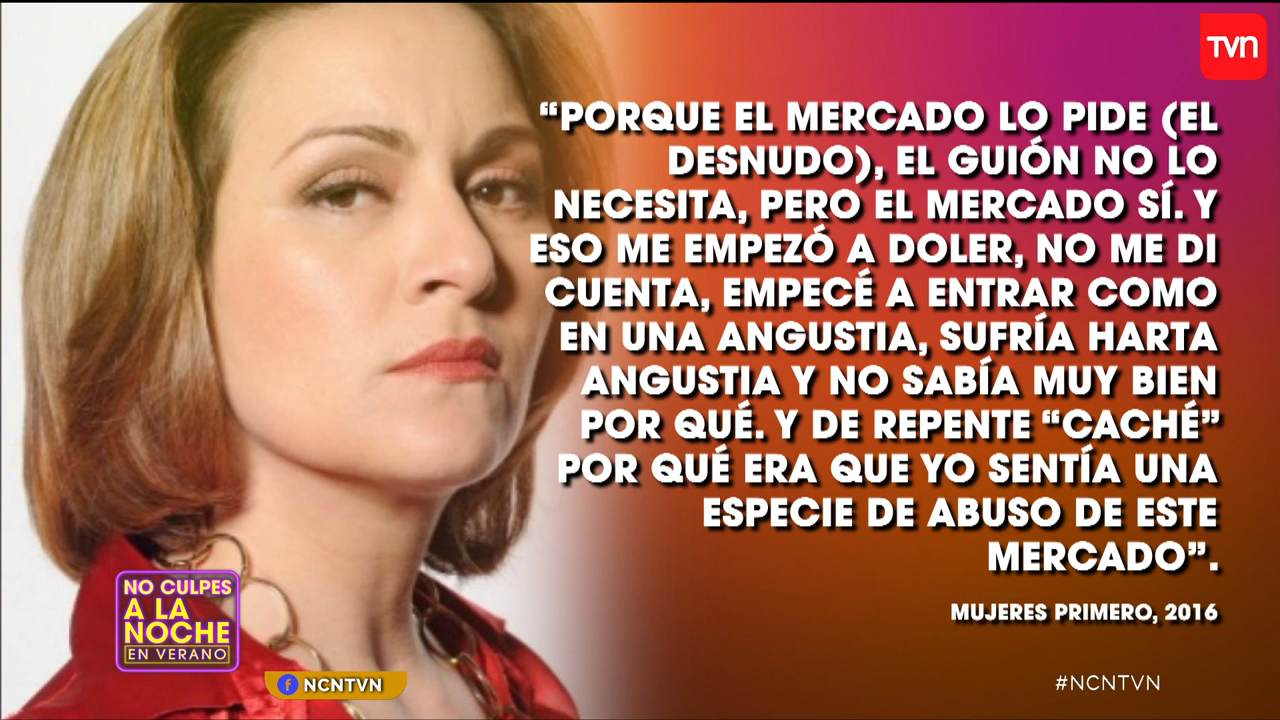 TVN
“PORQUE EL MERCADO LO PIDE (EL
DESNUDO), EL GUIÓN NO LO
NECESITA, PERO EL MERCADO SÍ. Y
ESO ME EMPEZÓ A DOLER, NO ME DI
CUENTA, EMPECÉ A ENTRAR COMO
EN UNA ANGUSTIA, SUFRÍA HARTA
ANGUSTIA Y NO SABÍA MUY BIEN
POR QUÉ. Y DE REPENTE “CACHÉ”
POR QUÉ ERA QUE YO SENTÍA UNA
ESPECIE DE ABUSO DE ESTE
MERCADO”.
MUJERES PRIMERO, 2016
NO CULPES
A LA
NOCHE
EN VERANO
f NCNTVN
#NCNTVN